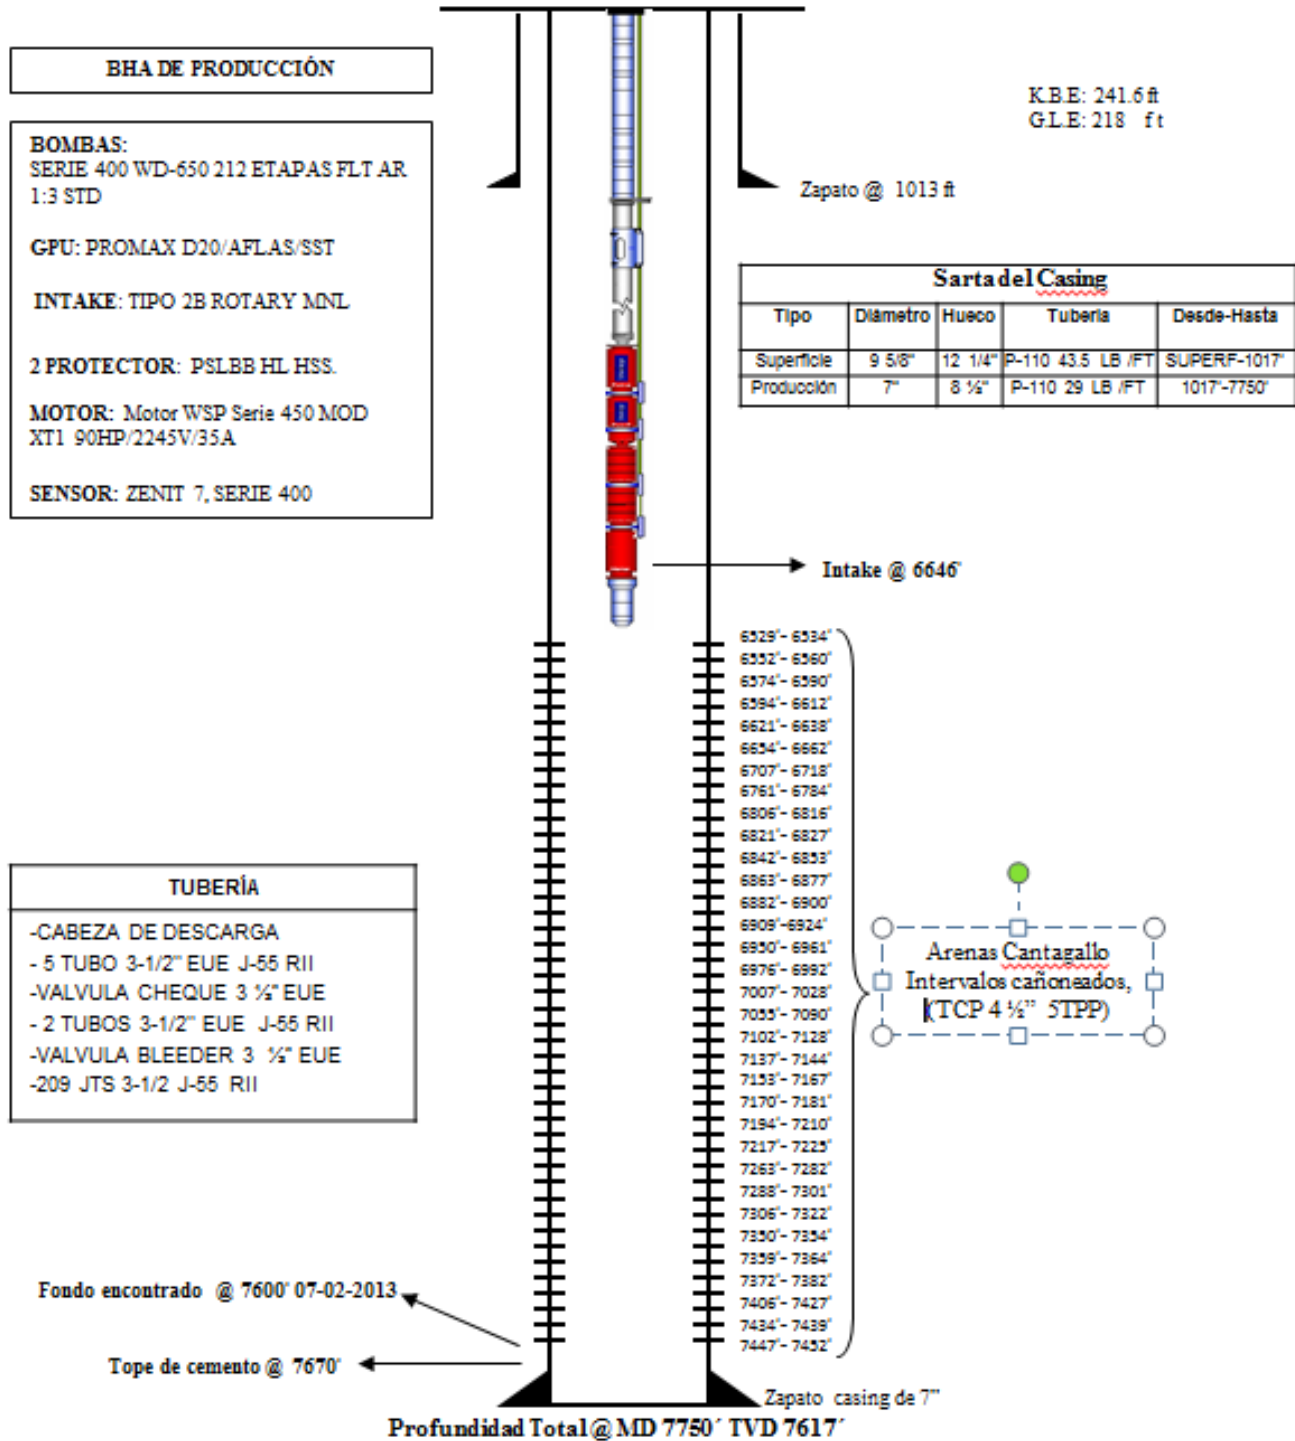 BHA DE PRODUCCIÓN
BOMBAS:
SERIE 400 WD-650 212 ETAPAS FLT AR
1:3 STD
GPU: PROMAX D20/AFLAS/SST
INTAKE: TIPO 2B ROTARY MNL
2 PROTECTOR: PSLBB HL HSS.
MOTOR: Motor WSP Serie 450 MOD
XT1 90HP/2245V/35A
SENSOR: ZENIT 7, SERIE 400
K.B.E: 241.6 ft
G.L.E: 218 ft
Zapato @ 1013 ft
Sarta del Casing
Tipo Diámetro Hueco Tuberia Desde-Hasta
Superficie 9 5/8" 12 1/4" P-110 43.5 LB /FT SUPERF-1017'
Producción 7" 8 ½" P-110 29 LB /FT 1017'-7750'
Intake @ 6646'
6529'- 6534'
6552'- 6560'
6574'- 6590'
6594'- 6612'
6621'- 6638'
6654'- 6662'
6707'- 6718'
6761'- 6784'
6806'- 6816'
6821'- 6827'
6842'- 6853'
6863'- 6877'
6882'- 6900'
6909'-6924'
6950'- 6961'
6976'- 6992'
7007'- 7028'
7055'- 7090'
7102'- 7128'
7137'- 7144'
7153'- 7167'
7170'- 7181'
7194'- 7210'
7217'- 7225'
7263'- 7282'
7288'- 7301'
7306'- 7322'
7350'- 7354'
7359'- 7364'
7372'- 7382'
7406'- 7427'
7434'- 7439'
7447'- 7452'
Arenas Cantagallo
Intervalos cañoneados,
(TCP 4 ½" 5TPP)
TUBERÍA
-CABEZA DE DESCARGA
- 5 TUBO 3-1/2" EUE J-55 RII
-VALVULA CHEQUE 3 ½" EUE
- 2 TUBOS 3-1/2" EUE J-55 RII
-VALVULA BLEEDER 3 ½" EUE
-209 JTS 3-1/2 J-55 RII
Fondo encontrado @ 7600' 07-02-2013
Tope de cemento @ 7670'
Zapato casing de 7"
Profundidad Total @ MD 7750´ TVD 7617´